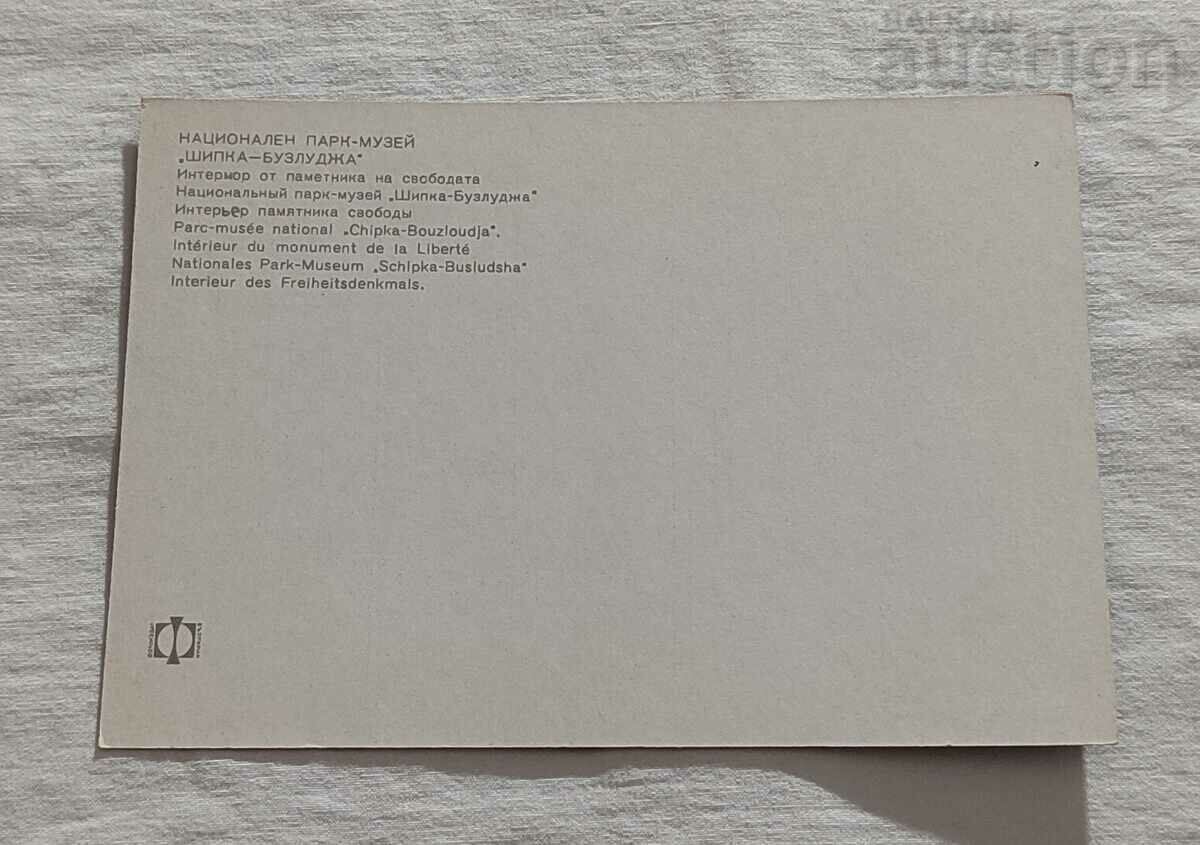 BALKAN
auction
НАЦИОНАЛЕН ПАРК-МУЗЕЙ
„ШИПКА—БУЗЛУДЖА"
Интериор от паметника на свободата
Национальный парк-музей „Шипка-Бузлуджа"
Интерьер памятника свободы
Parc-musée national „Chipka-Bouzloudja".
Intérieur du monument de la Liberté
Nationales Park-Museum „Schipka-Busludsha"
Interieur des Freiheitsdenkmals.